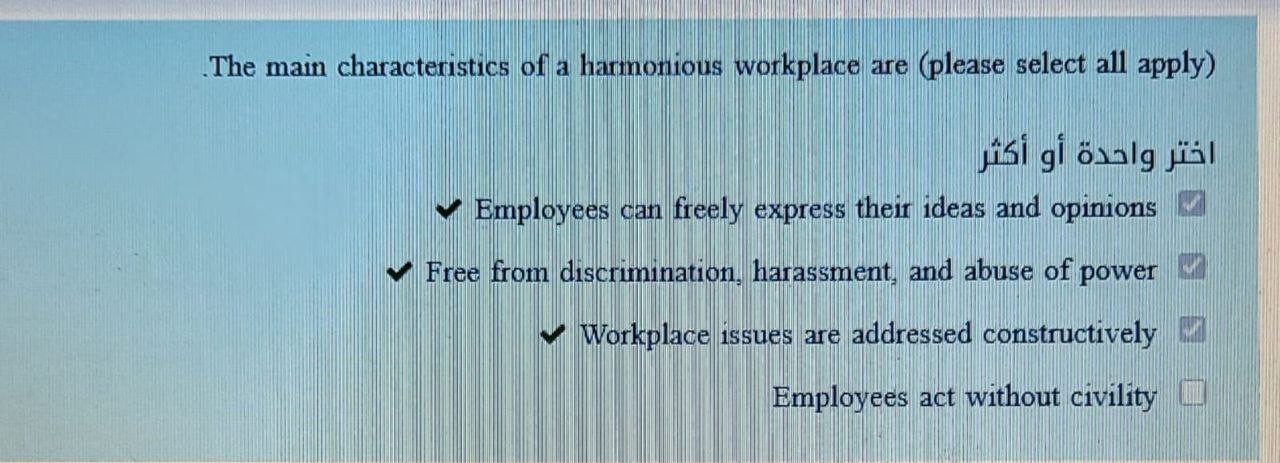 .The main characteristics of a harmonious workplace are (please select all apply)
اختر واحدة أو أكثر
Employees can freely express their ideas and opinions
Free from discrimination, harassment, and abuse of power
Workplace issues are addressed constructively
Employees act without civility